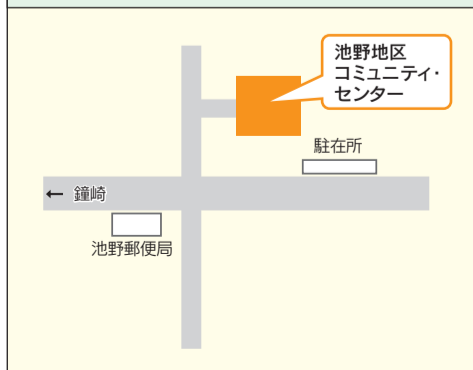 池野地区
コミュニティ・
センター
駐在所
← 鐘崎
池野郵便局